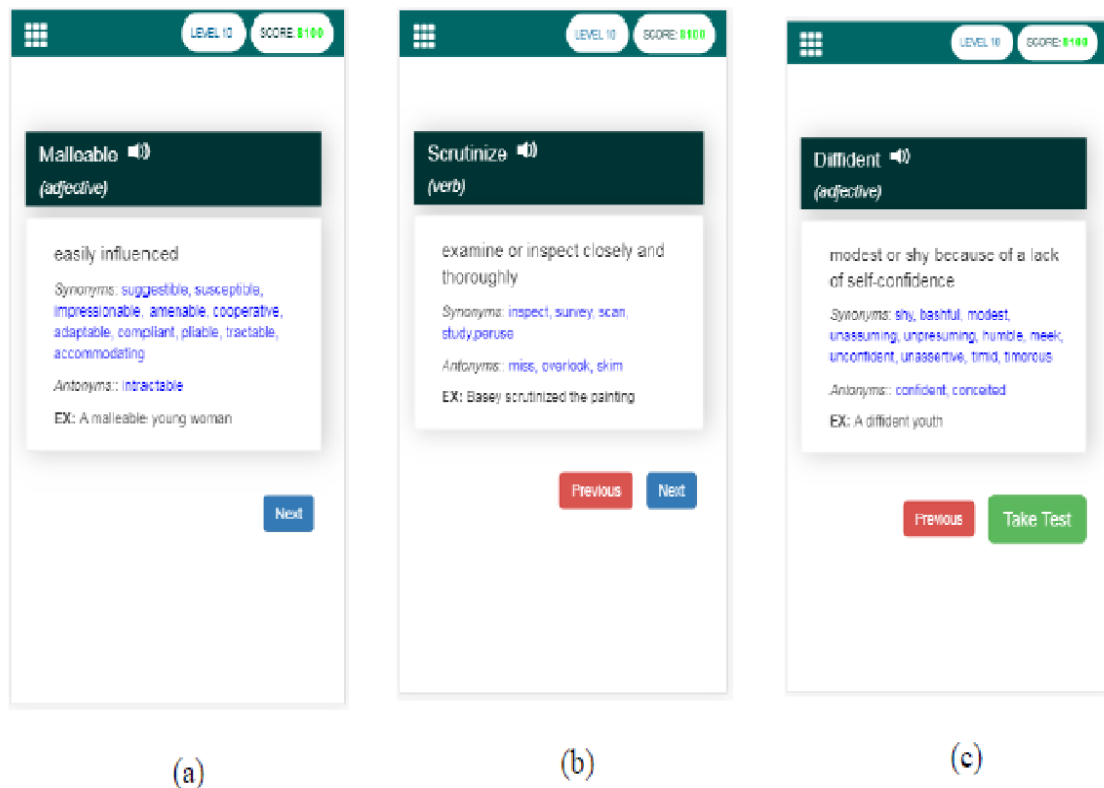 LEVEL 10 SCORE: 8100
Malleable
(adjective)
easily influenced
Synonyms: suggestible, susceptible,
impressionable, amenable, cooperative,
adaptable, compliant, pliable, tractable,
accommodating
Antonyms:: intractable
EX: A malleable young woman
Next
(a)
LEVEL 10 SCORE: 8100
Scrutinize
(verb)
examine or inspect closely and
thoroughly
Synonyms: inspect, survey, scan,
study,peruse
Antonyms:: miss, overlook, skim
EX: Basey scrutinized the painting
Previous Next
(b)
LEVEL 10 SCORE: 8100
Diffident
(adjective)
modest or shy because of a lack
of self-confidence
Synonyms: shy, bashful, modest,
unassuming, unpresuming, humble, meek,
unconfident, unassertive, timid, timorous
Antonyms:: confident, conceited
EX: A diffident youth
Previous Take Test
(c)